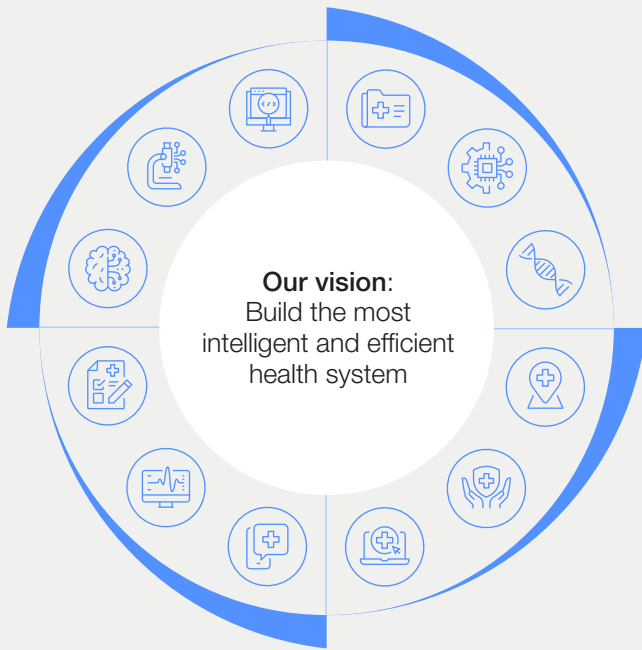 Our vision:
Build the most
intelligent and efficient
health system